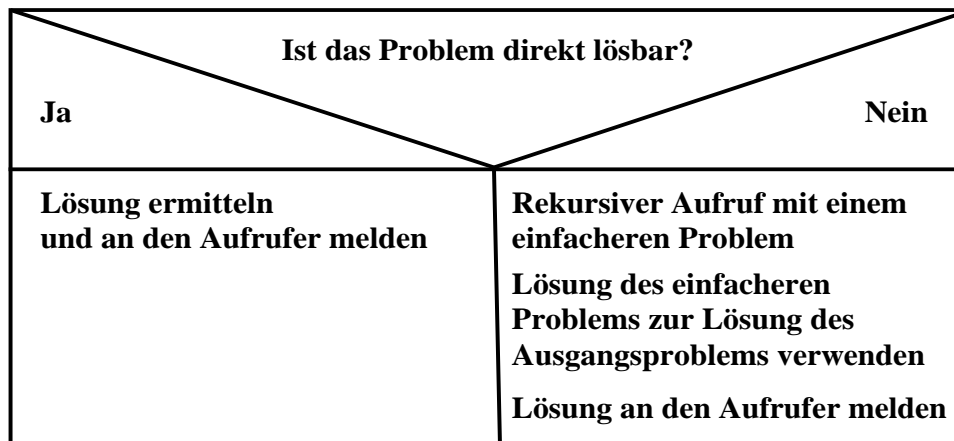 Ist das Problem direkt lösbar?
Ja
Nein
Lösung ermitteln
und an den Aufrufer melden
Rekursiver Aufruf mit einem
einfacheren Problem
Lösung des einfacheren
Problems zur Lösung des
Ausgangsproblems verwenden
Lösung an den Aufrufer melden